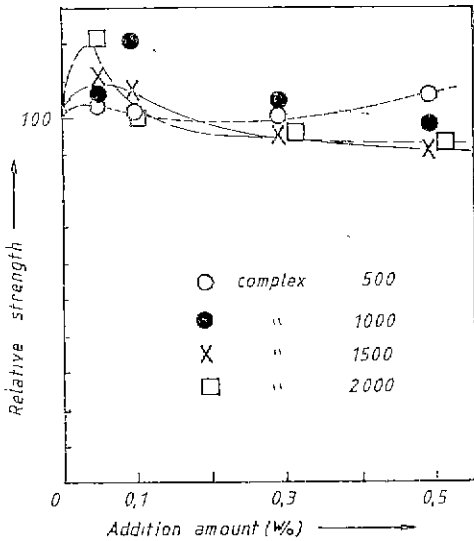 100
Relative strength
complex 500
" 1000
" 1500
" 2000
0 0,1 0,3 0,5
Addition amount (W%)